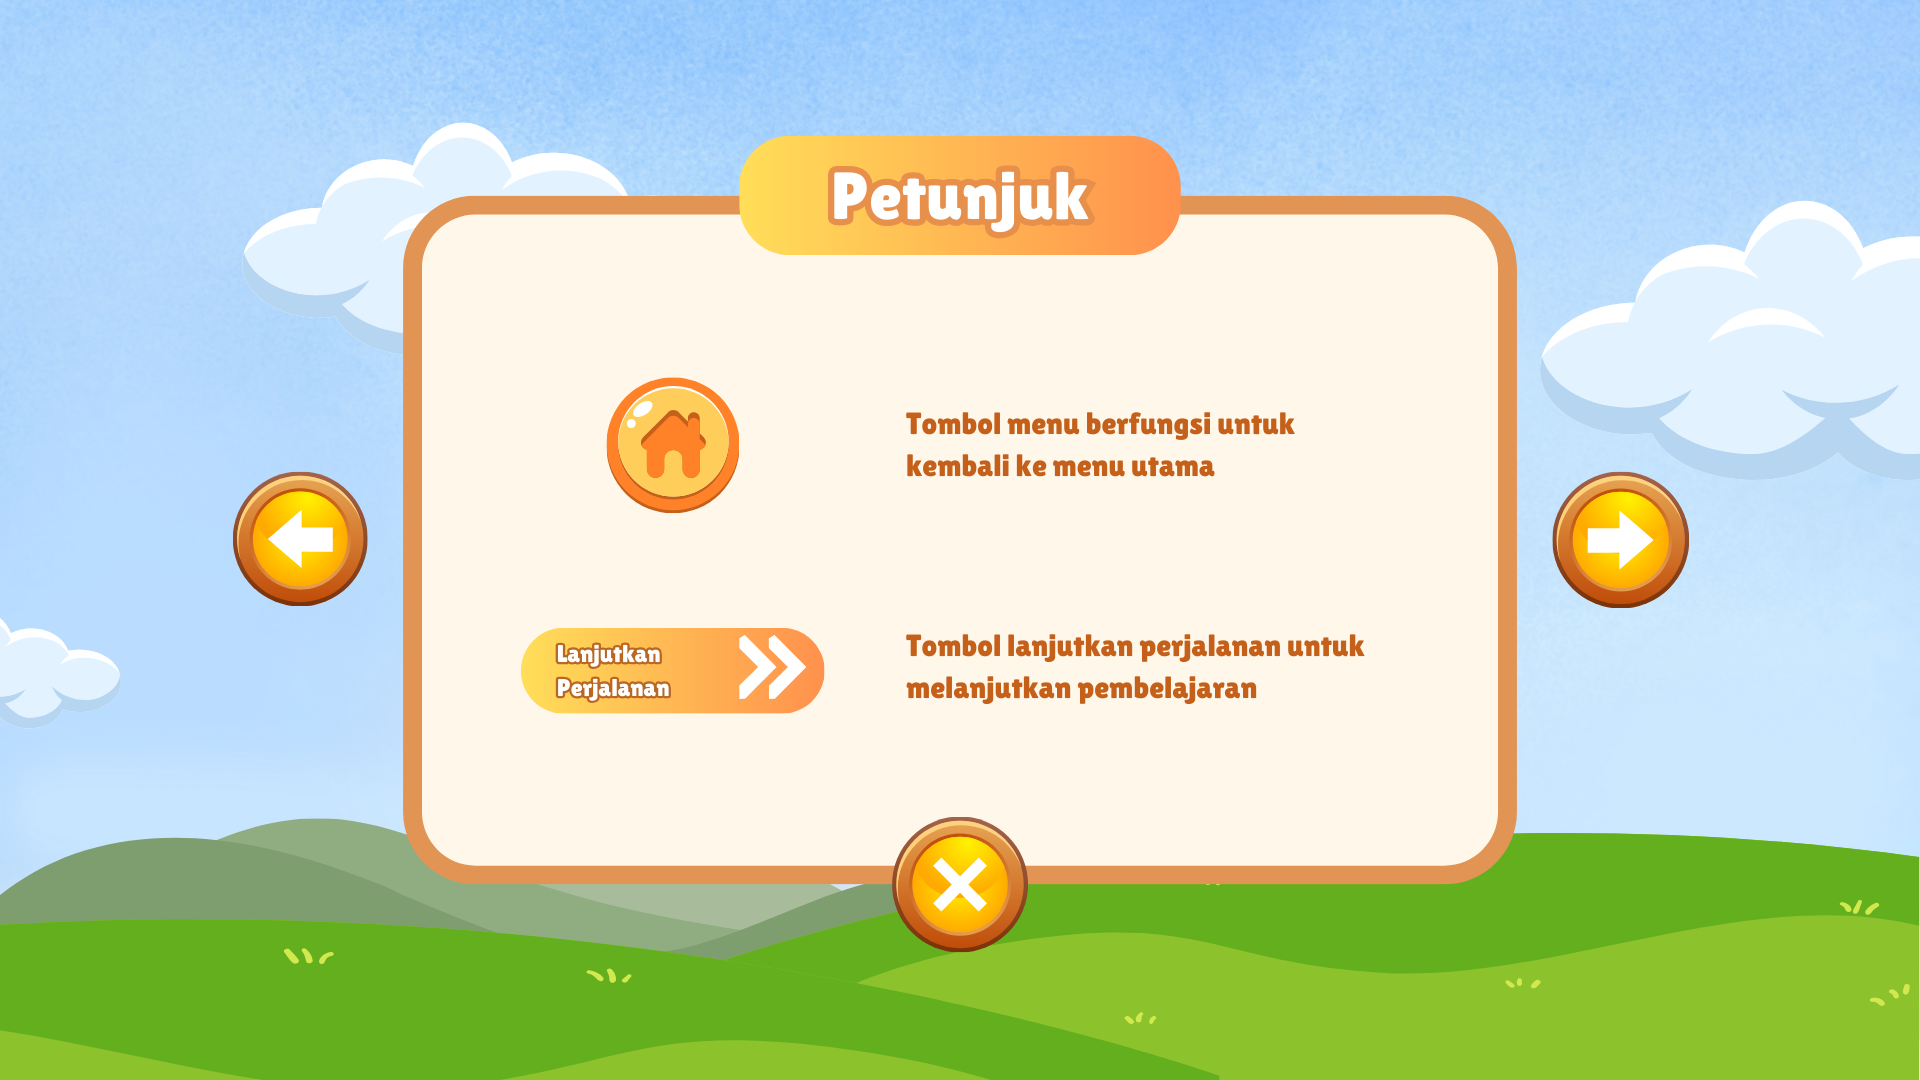 Petunjuk
Tombol menu berfungsi untuk
kembali ke menu utama
Lanjutkan
Perjalanan
Tombol lanjutkan perjalanan untuk
melanjutkan pembelajaran